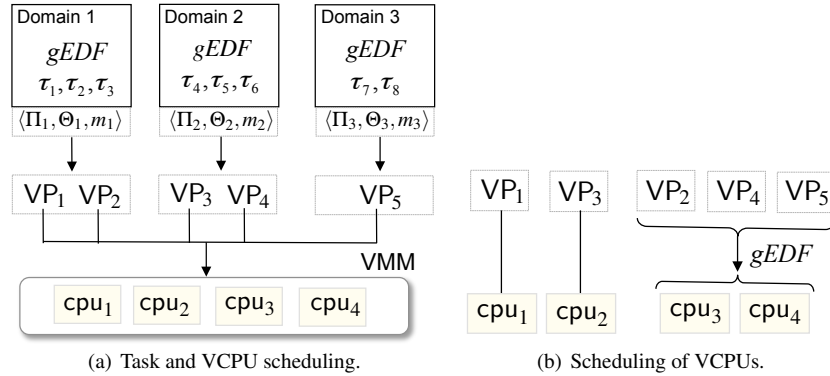 Domain 1 Domain 2 Domain 3
gEDF gEDF gEDF
τ₁,τ₂,τ₃ τ₄,τ₅,τ₆ τ₇,τ₈
⟨Π₁,Θ₁,m₁⟩ ⟨Π₂,Θ₂,m₂⟩ ⟨Π₃,Θ₃,m₃⟩
VP₁ VP₂ VP₃ VP₄ VP₅
VMM
cpu₁ cpu₂ cpu₃ cpu₄
(a) Task and VCPU scheduling.
VP₁ VP₃ VP₂ VP₄ VP₅
gEDF
cpu₁ cpu₂ cpu₃ cpu₄
(b) Scheduling of VCPUs.